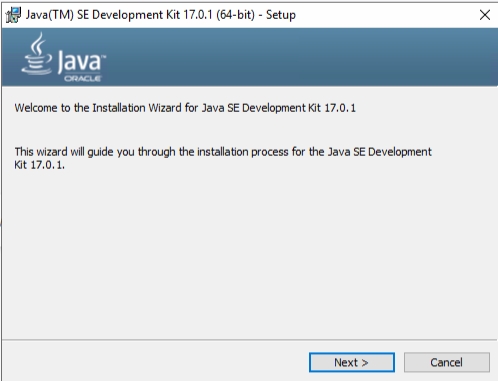 Java(TM) SE Development Kit 17.0.1 (64-bit) - Setup
Java™
ORACLE
Welcome to the Installation Wizard for Java SE Development Kit 17.0.1
This wizard will guide you through the installation process for the Java SE Development
Kit 17.0.1.
Next >
Cancel